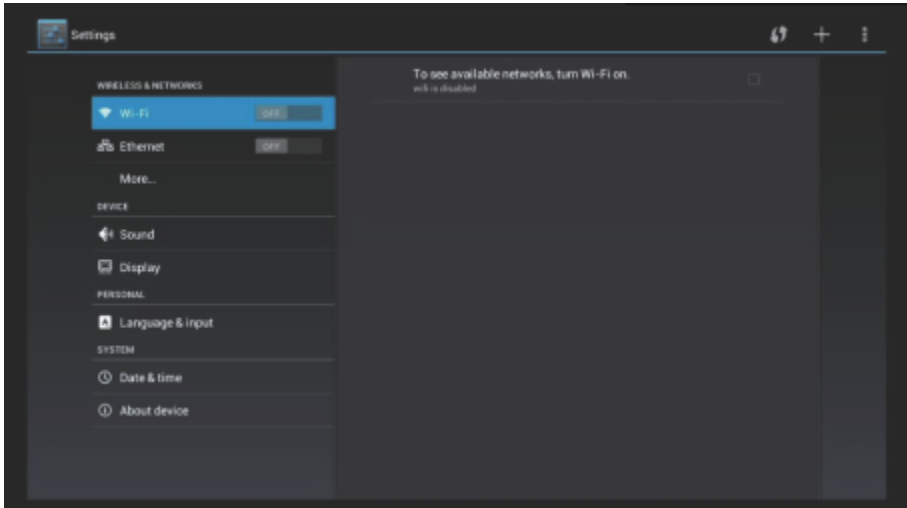 Settings
WIRELESS & NETWORKS
Wi-Fi OFF
Ethernet OFF
More...
DEVICE
Sound
Display
PERSONAL
A Language & input
SYSTEM
Date & time
About device
To see available networks, turn Wi-Fi on.
wifi is disabled